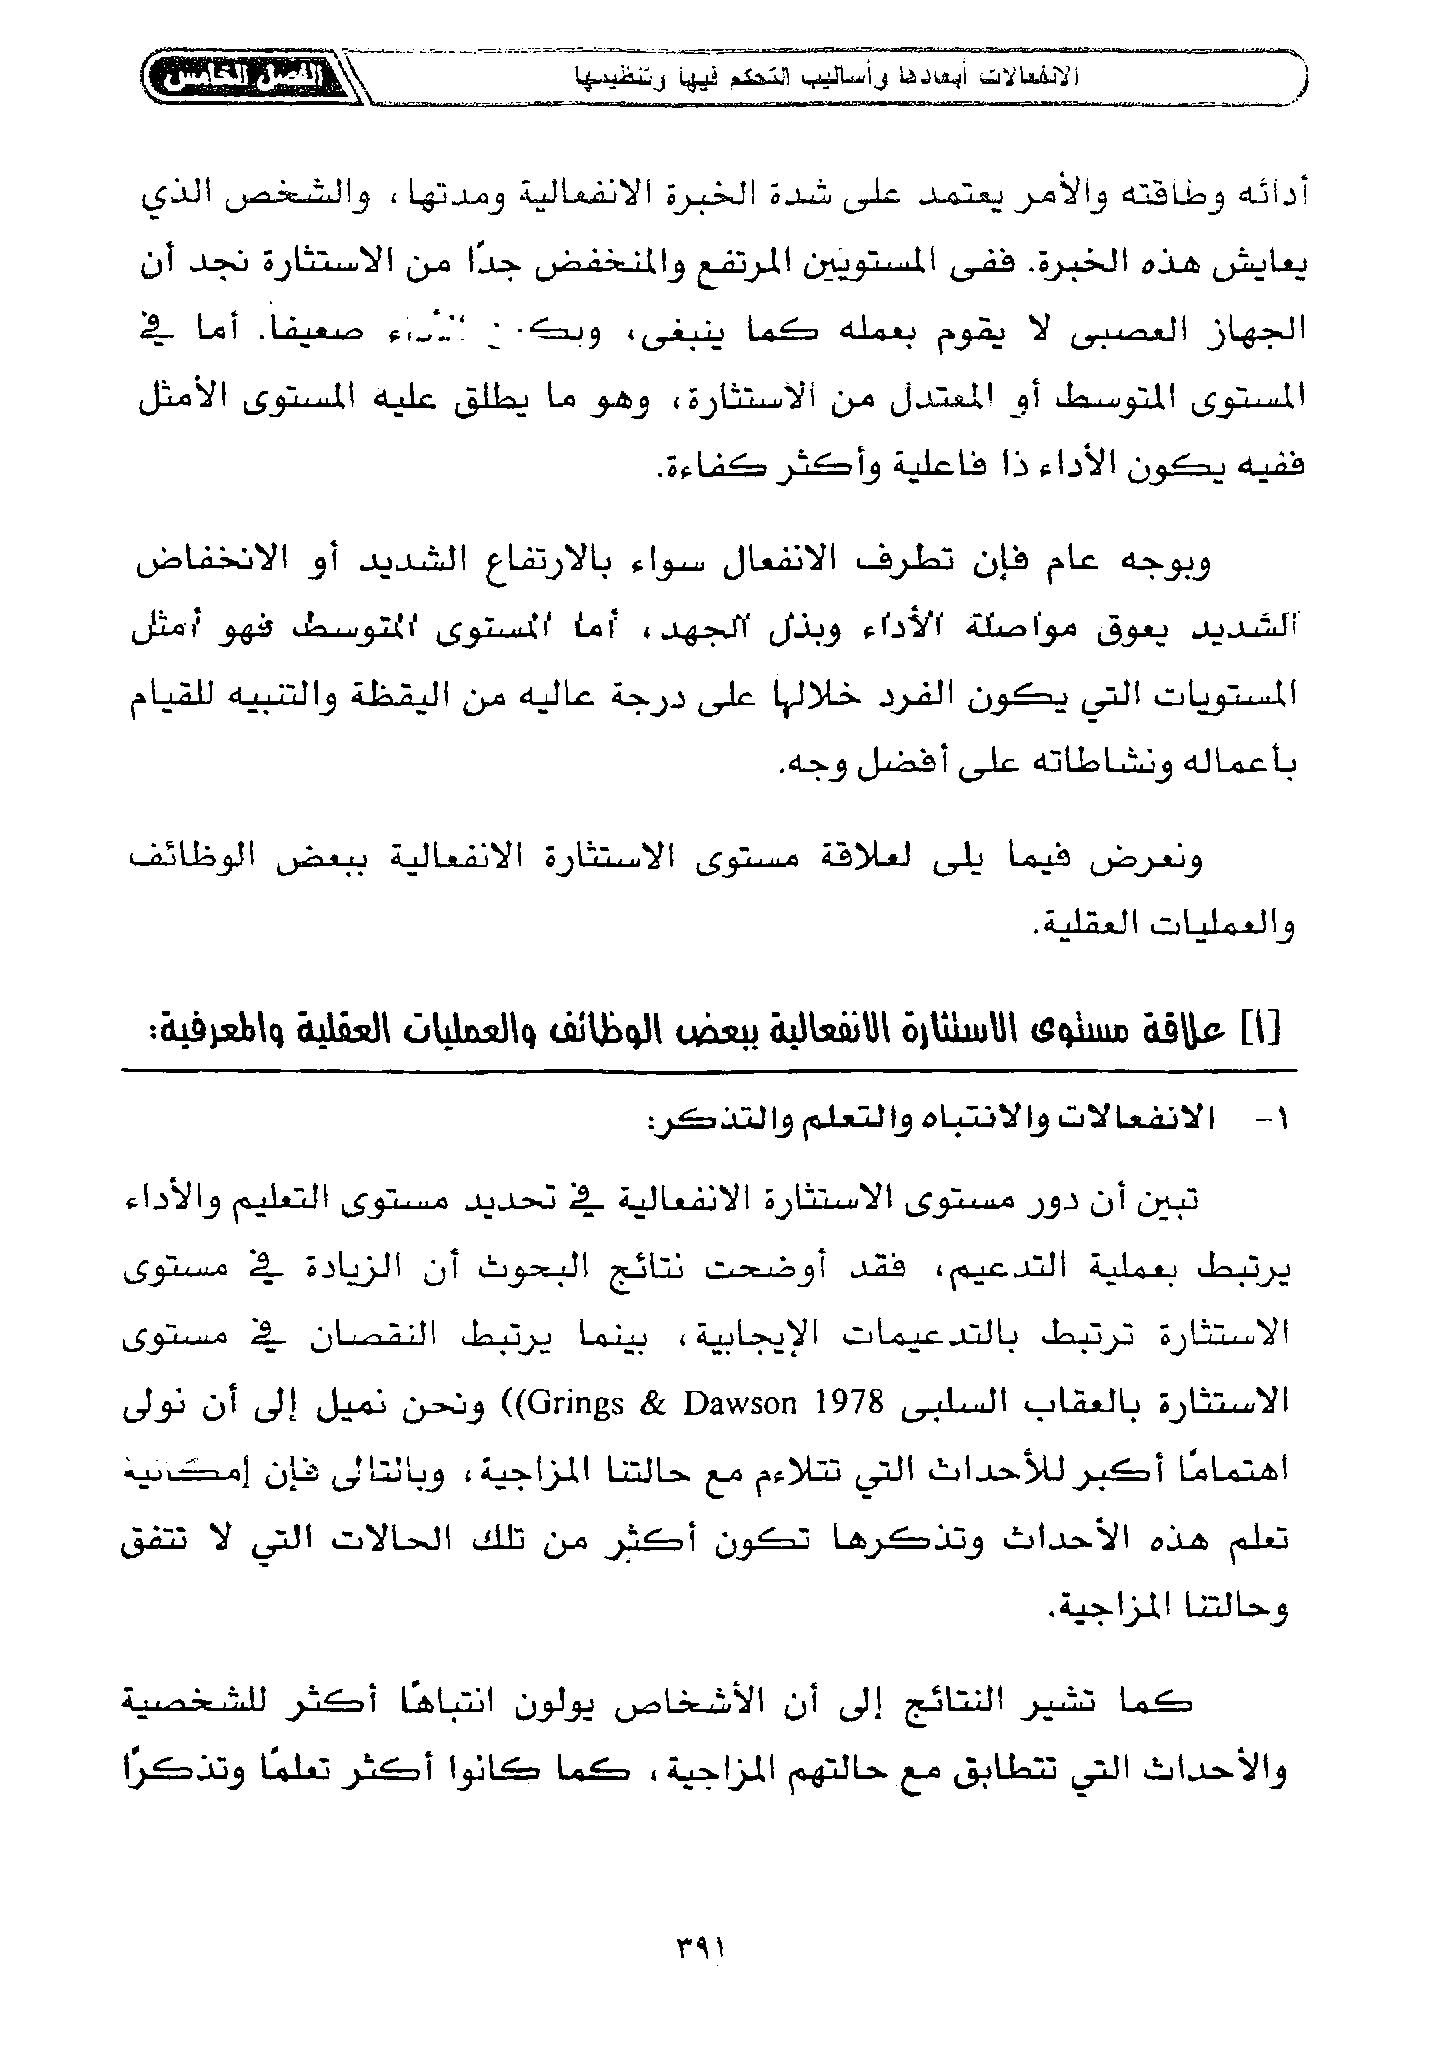 الانفعالات أبعادها وأساليب التحكم فيها وتنظيمها
الفصل الخامس
أدائه وطاقته والأمر يعتمد على شدة الخبرة الانفعالية ومدتها، والشخص الذي
يعايش هذه الخبرة. ففى المستويين المرتفع والمنخفض جدًا من الاستثارة نجد أن
الجهاز العصبى لا يقوم بعمله كما ينبغى، ضعيفا. أما في
المستوى المتوسط أو المعتدل من الاستثارة، وهو ما يطلق عليه المستوى الأمثل
ففيه يكون الأداء ذا فاعلية وأكثر كفاءة.
وبوجه عام فإن تطرف الانفعال سواء بالارتفاع الشديد أو الانخفاض
الشديد يعوق مواصلة الأداء وبذل الجهد، أما المستوى المتوسط فهو أمثل
المستويات التي يكون الفرد خلالها على درجة عاليه من اليقظة والتنبيه للقيام
بأعماله ونشاطاته على أفضل وجه.
ونعرض فيما يلى لعلاقة مستوى الاستثارة الانفعالية ببعض الوظائف
والعمليات العقلية.
[أ] علاقة مستوى الاستثارة الانفعالية ببعض الوظائف والعمليات العقلية والمعرفية:
١- الانفعالات والانتباه والتعلم والتذكر:
تبين أن دور مستوى الاستثارة الانفعالية في تحديد مستوى التعليم والأداء
يرتبط بعملية التدعيم، فقد أوضحت نتائج البحوث أن الزيادة في مستوى
الاستثارة ترتبط بالتدعيمات الإيجابية، بينما يرتبط النقصان في مستوى
الاستثارة بالعقاب السلبى Grings & Dawson 1978)) ونحن نميل إلى أن نولى
اهتمامًا أكبر للأحداث التي تتلاءم مع حالتنا المزاجية، وبالتالى فإن إمكانية
تعلم هذه الأحداث وتذكرها تكون أكثر من تلك الحالات التي لا تتفق
وحالتنا المزاجية.
كما تشير النتائج إلى أن الأشخاص يولون انتباهًا أكثر للشخصية
والأحداث التي تتطابق مع حالتهم المزاجية، كما كانوا أكثر تعلمًا وتذكرًا
٣٩١